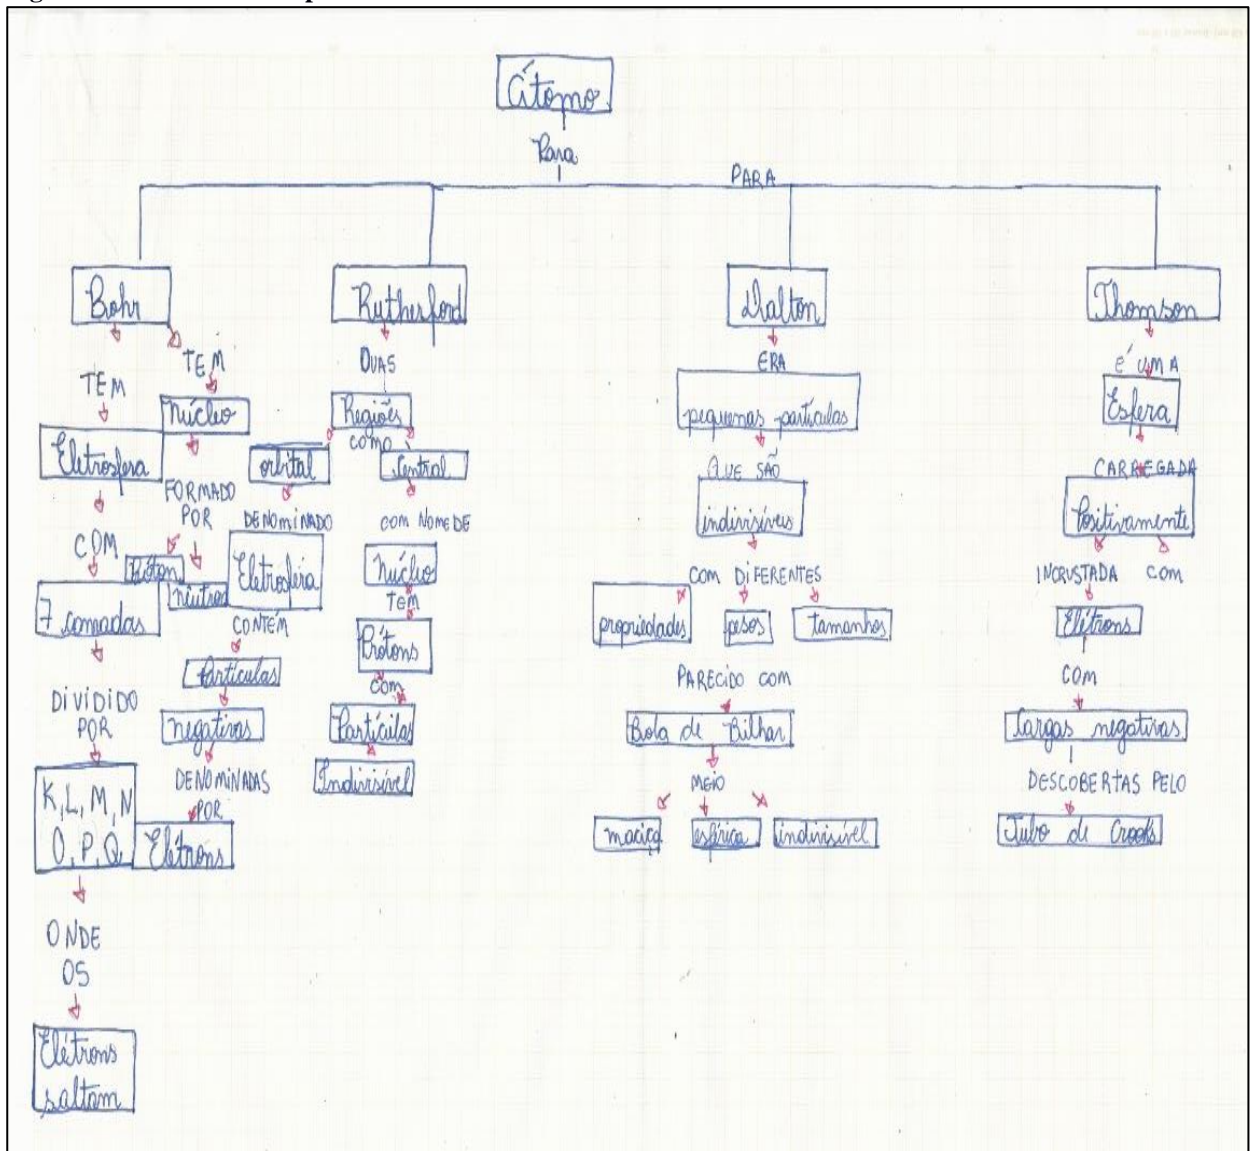 Átomo
Para
PARA
Bohr
TEM
Eletrosfera
COM
7 camadas
DIVIDIDO
POR
K, L, M, N
O, P, Q
ONDE
OS
Elétrons
saltam
TEM
Núcleo
FORMADO
POR
Próton
nêutron
Rutherford
DUAS
Regiões
COMO
orbital
DENOMINADO
Eletrosfera
CONTÉM
Partículas
negativas
DENOMINADAS
POR
Elétrons
Central
COM NOME DE
Núcleo
TEM
Prótons
COM
Partículas
Indivisível
Dalton
ERA
pequenas partículas
QUE SÃO
indivisíveis
COM DIFERENTES
propriedades
pesos
tamanhos
PARECIDO COM
Bola de Bilhar
MEIO
maciça
esférica
indivisível
Thomson
É UMA
Esfera
CARREGADA
Positivamente
INCRUSTADA
COM
Elétrons
COM
Cargas negativas
DESCOBERTAS PELO
Tubo de Crooks